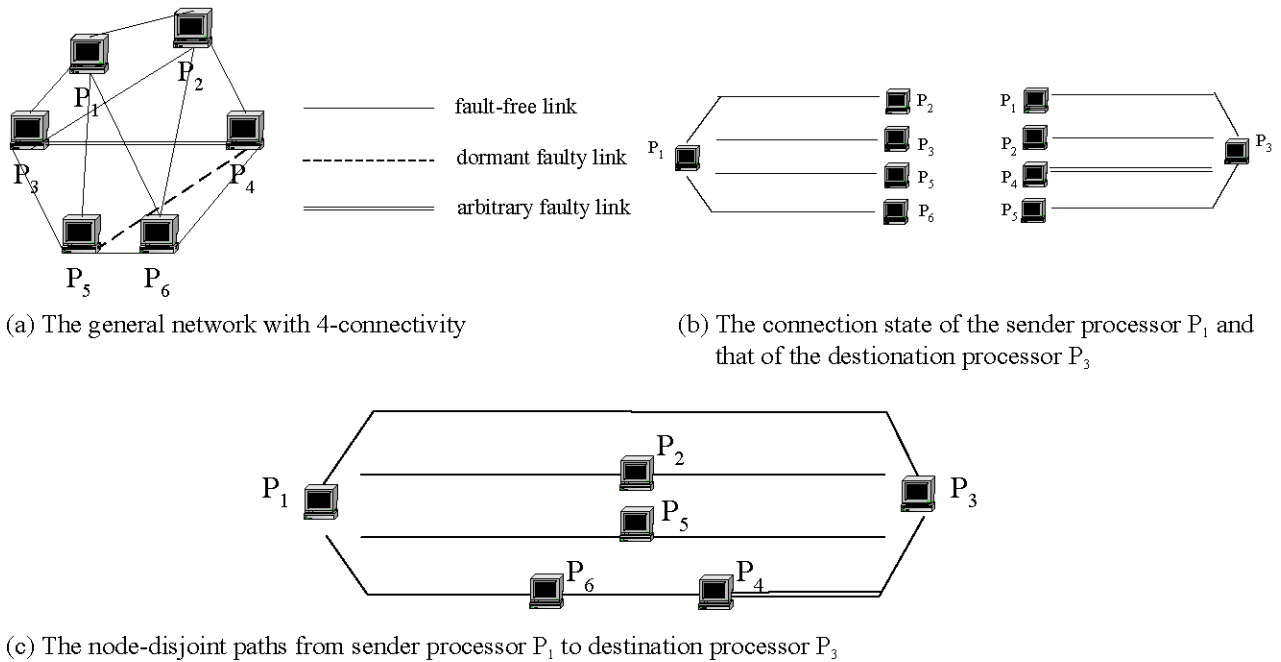 P1
P2
P3
P4
P5
P6
fault-free link
dormant faulty link
arbitrary faulty link
(a) The general network with 4-connectivity
P1
P2
P3
P5
P6
P1
P2
P4
P5
P3
(b) The connection state of the sender processor P1 and
that of the destionation processor P3
P1
P2
P5
P6
P4
P3
(c) The node-disjoint paths from sender processor P1 to destination processor P3